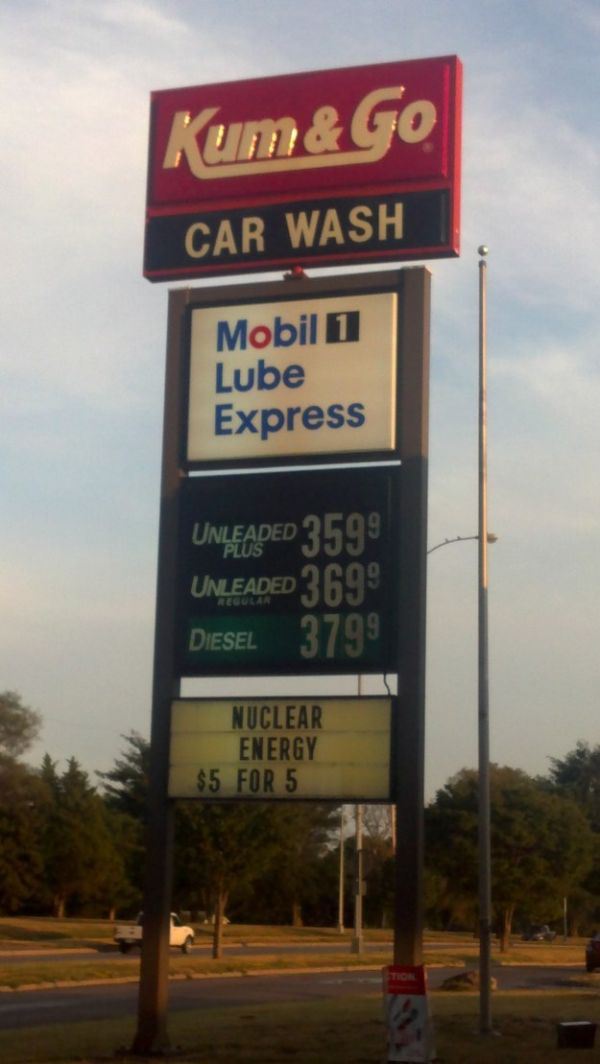 Kum & Go®
CAR WASH
Mobil 1
Lube
Express
UNLEADED 359⁹
PLUS
UNLEADED 369⁹
REGULAR
DIESEL 379⁹
NUCLEAR
ENERGY
$5 FOR 5